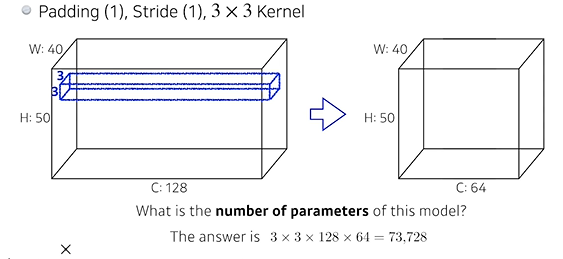 Padding (1), Stride (1), 3 × 3 Kernel
W: 40
3
3
H: 50
C: 128
W: 40
H: 50
C: 64
What is the number of parameters of this model?
The answer is 3 × 3 × 128 × 64 = 73,728
×